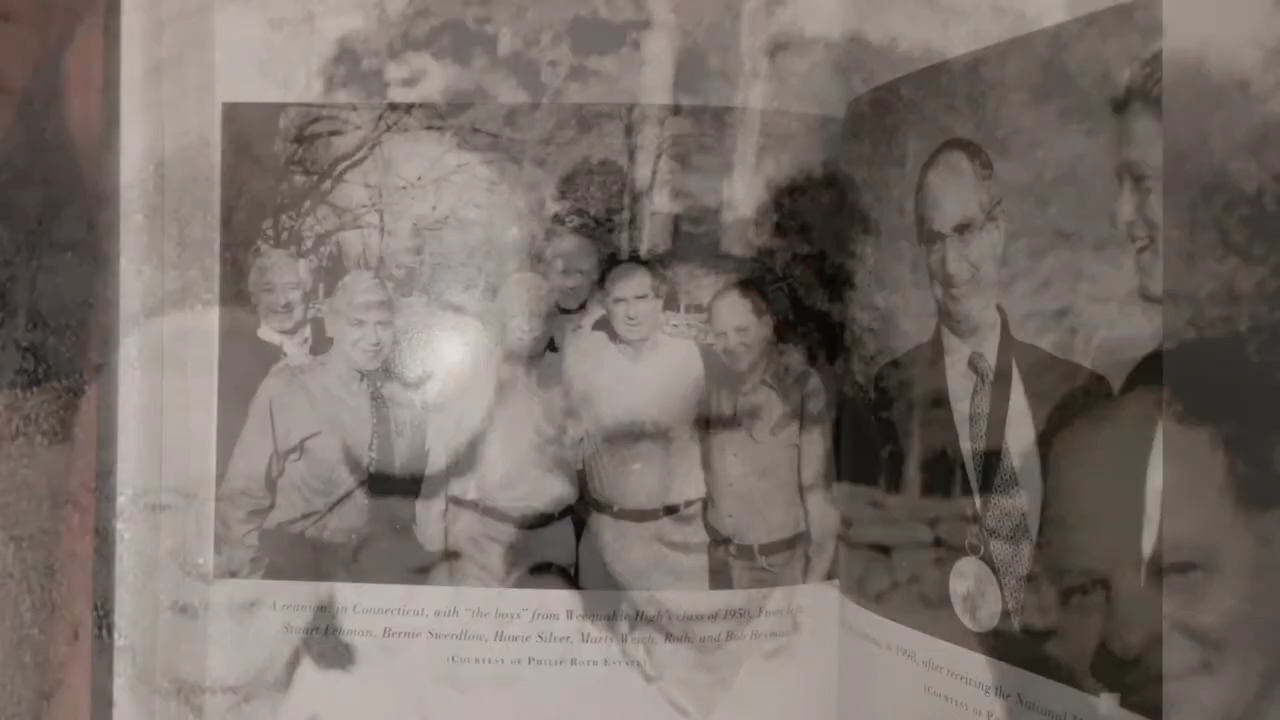 A reunion, in Connecticut, with "the boys" from Weequahic High's class of 1950. From left,
Stuart Lehman, Bernie Swerdlow, Howie Silver, Marty Weich, Roth, and Bob Heyman
(COURTESY OF PHILIP ROTH ESTATE)
in 1998, after receiving the National
(COURTESY OF